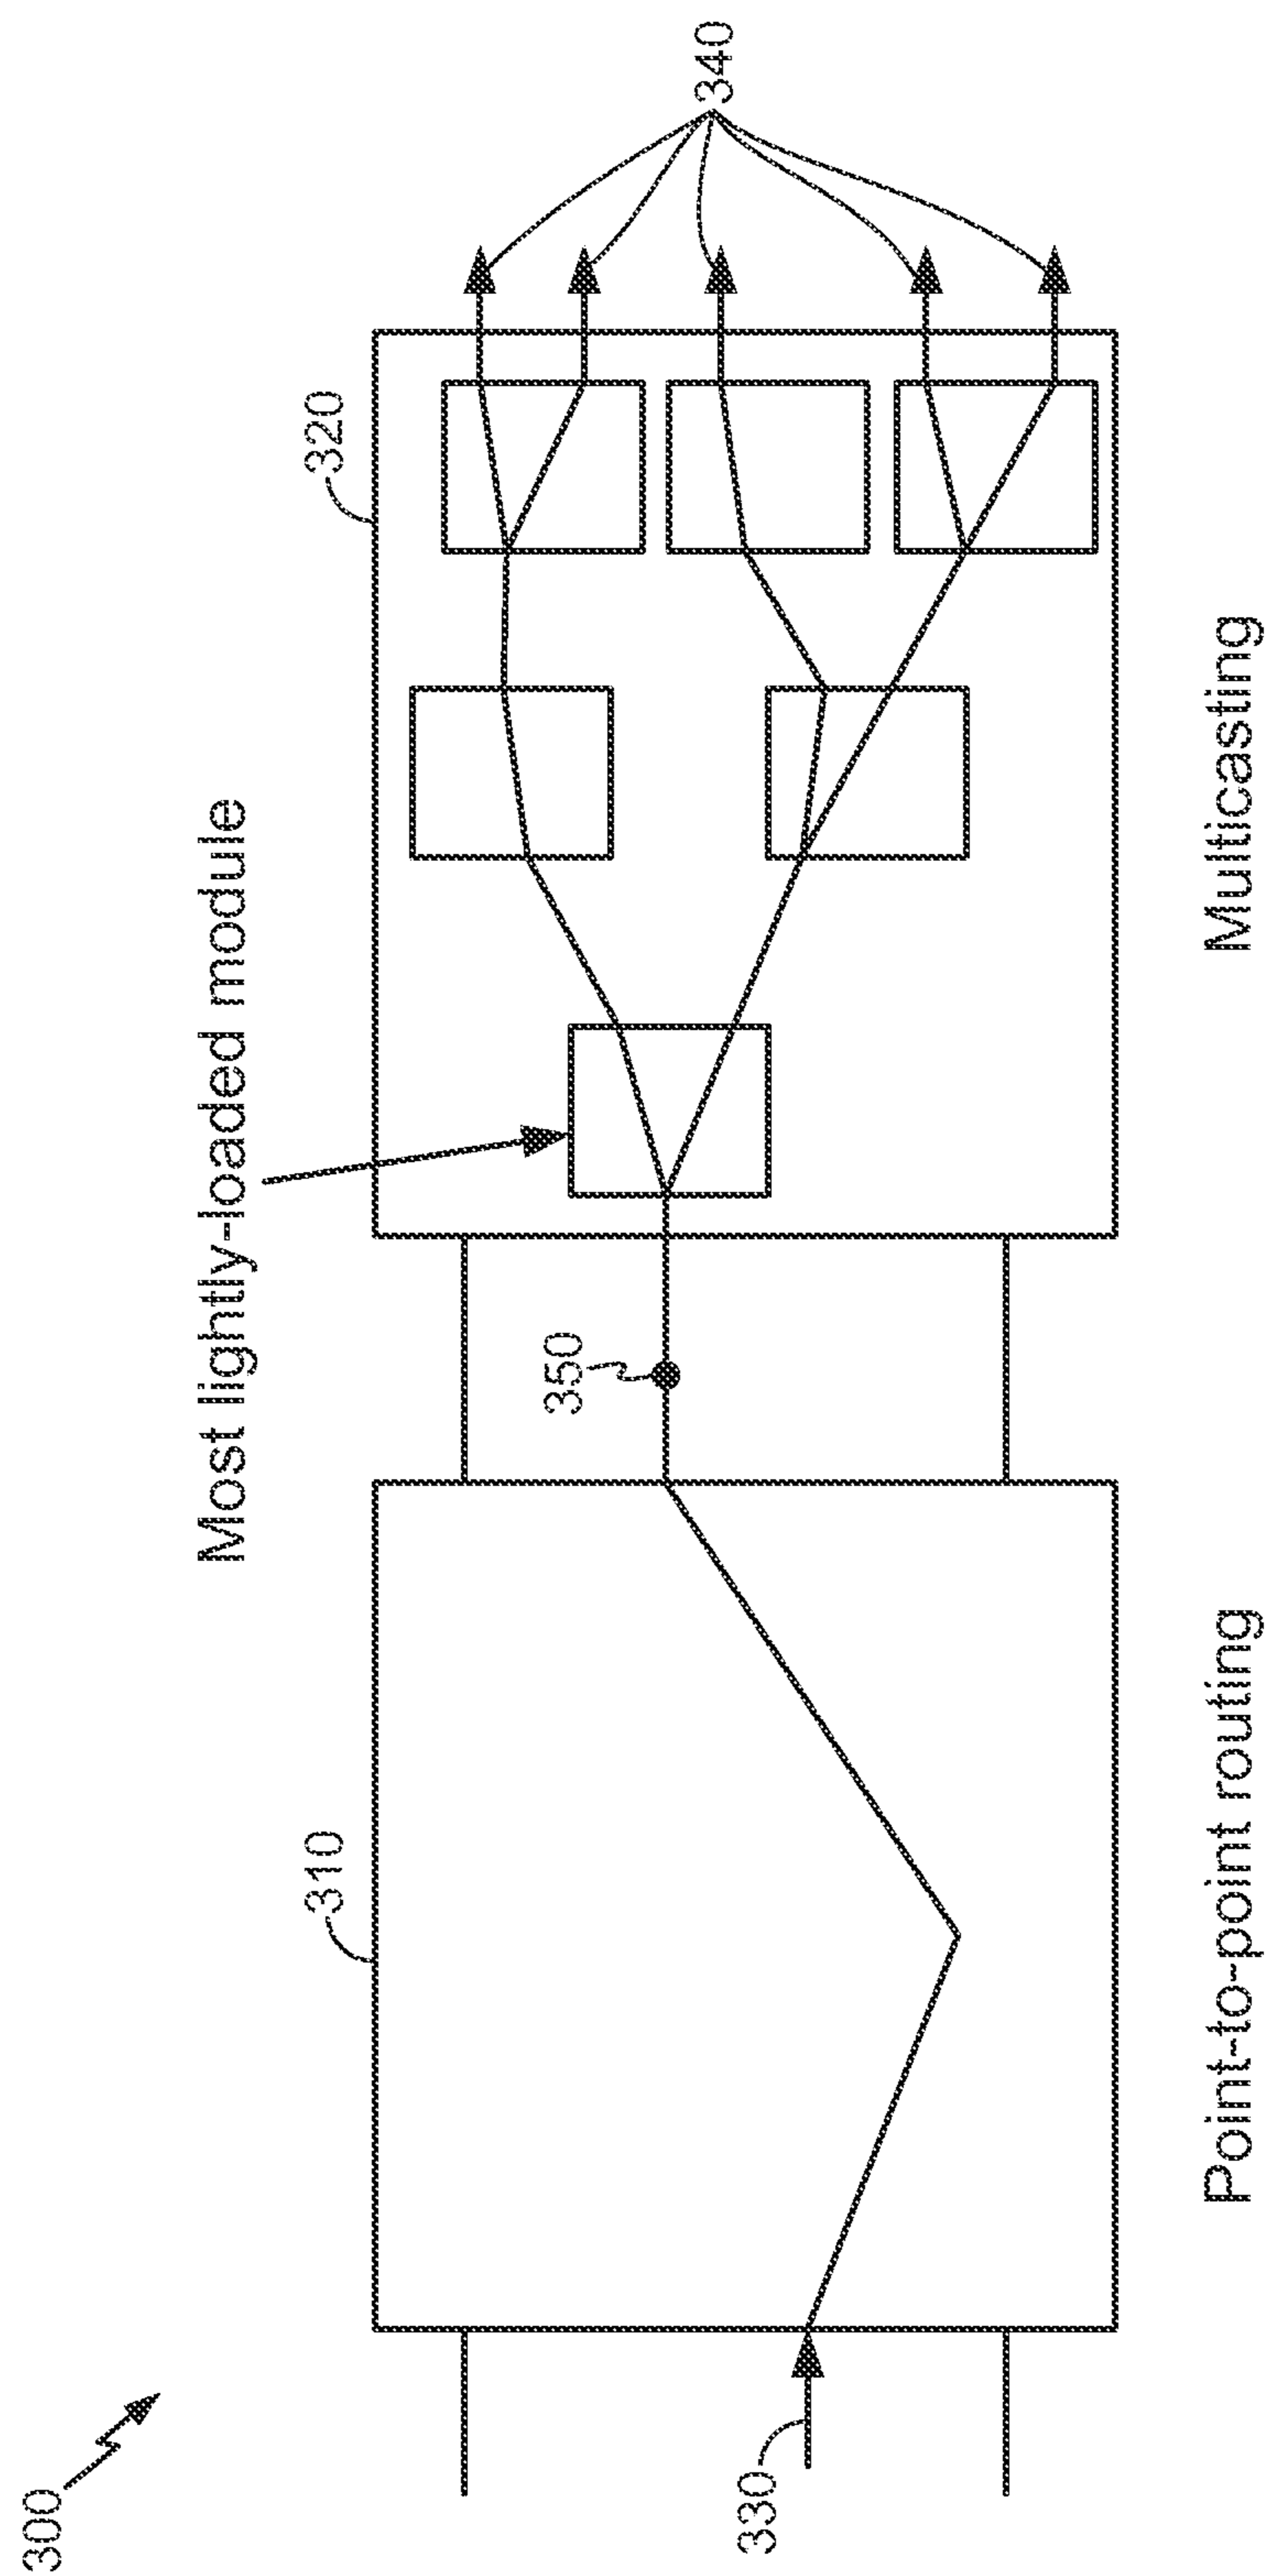 300
Most lightly-loaded module
310
320
350
340
330
Point-to-point routing
Multicasting